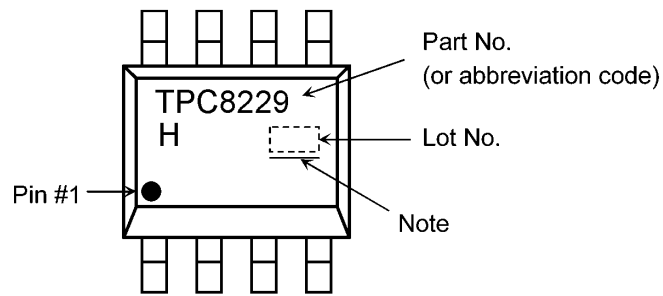 Part No.
(or abbreviation code)
TPC8229
H
Lot No.
Pin #1
Note